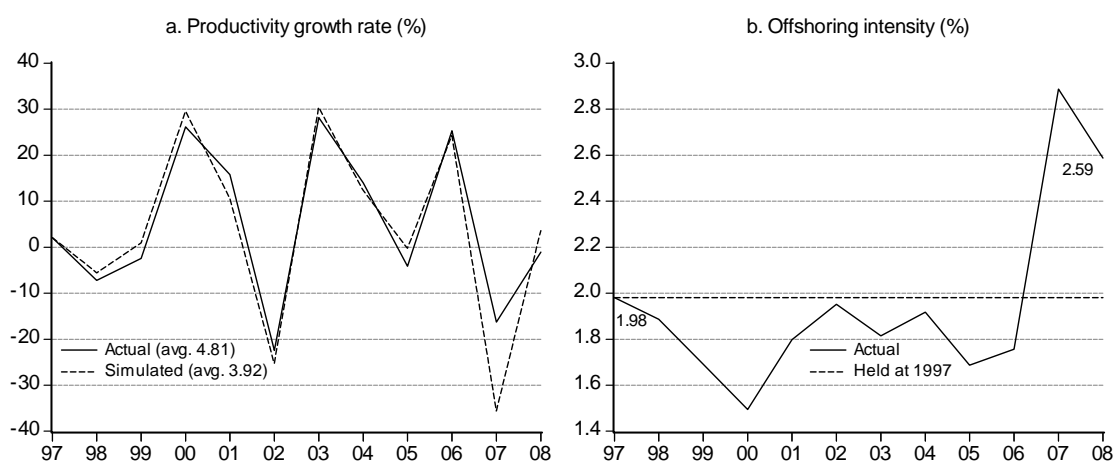 a. Productivity growth rate (%)
40
30
20
10
0
-10
-20
-30
-40
Actual (avg. 4.81)
Simulated (avg. 3.92)
97 98 99 00 01 02 03 04 05 06 07 08
b. Offshoring intensity (%)
3.0
2.8
2.6
2.4
2.2
2.0
1.8
1.6
1.4
2.59
1.98
Actual
Held at 1997
97 98 99 00 01 02 03 04 05 06 07 08